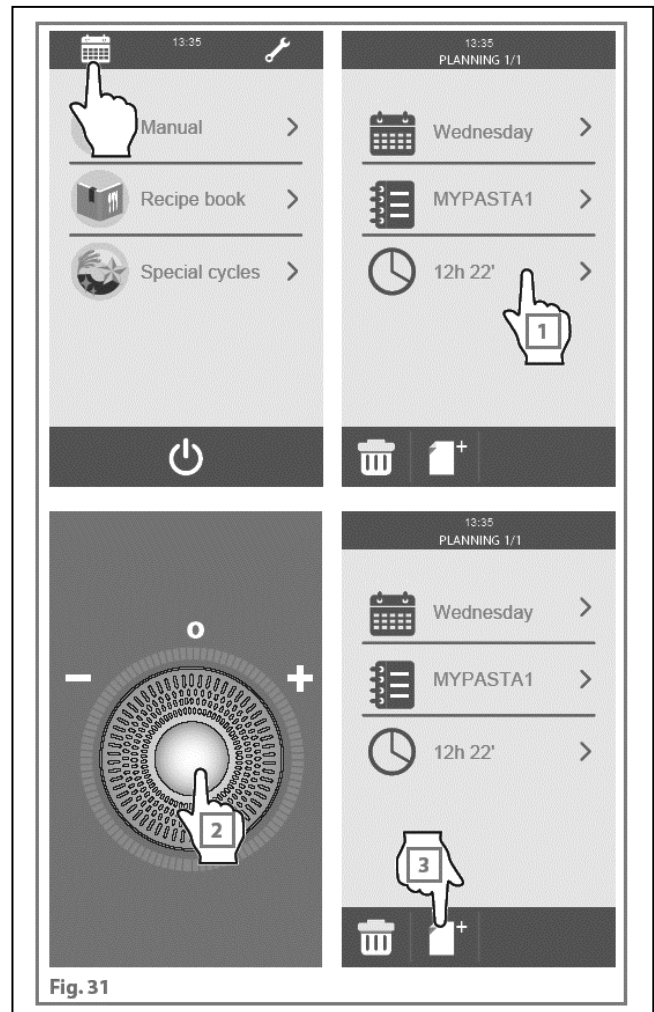 13:35
Manual
Recipe book
Special cycles
13:35
PLANNING 1/1
Wednesday
MYPASTA1
12h 22'
1
+
o
−
+
2
13:35
PLANNING 1/1
Wednesday
MYPASTA1
12h 22'
3
+
Fig. 31